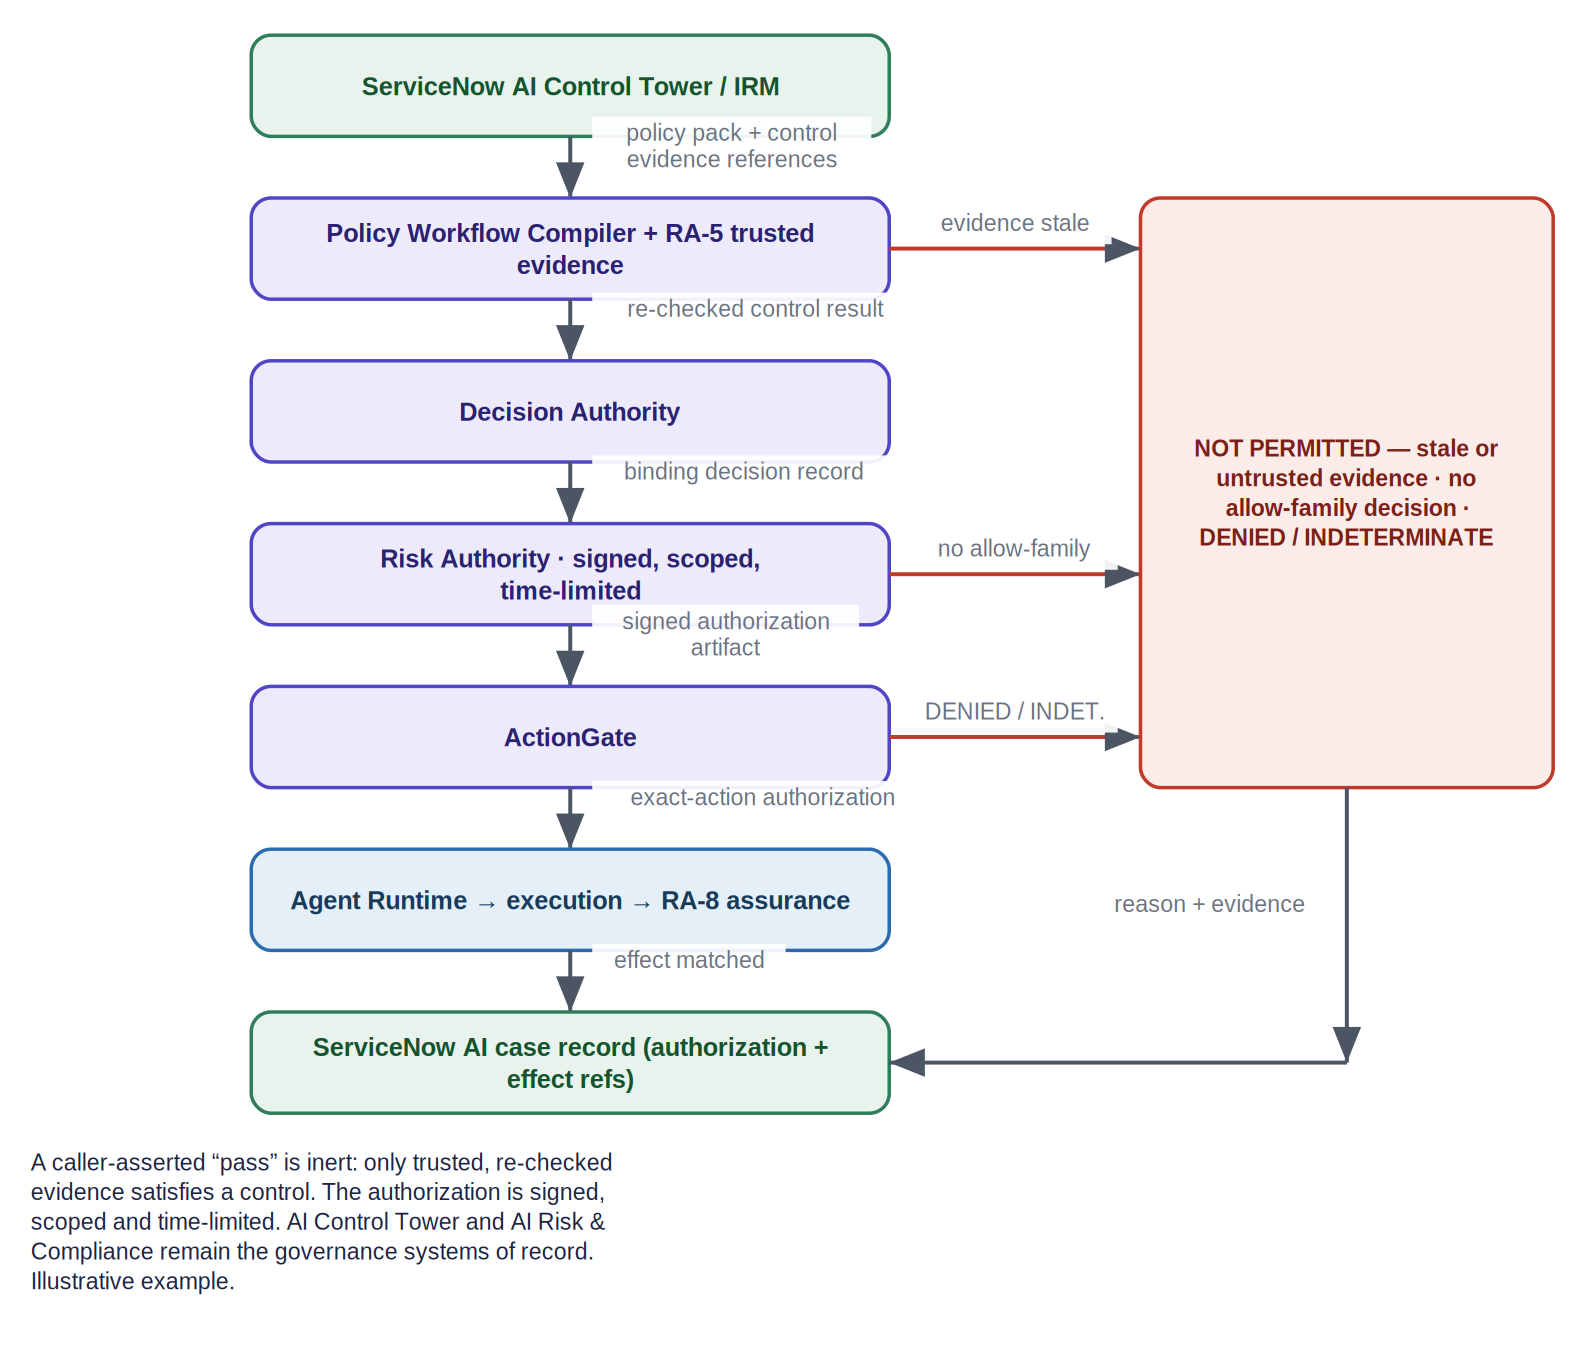 ServiceNow AI Control Tower / IRM
policy pack + control
evidence references
Policy Workflow Compiler + RA-5 trusted
evidence
evidence stale
re-checked control result
Decision Authority
binding decision record
NOT PERMITTED — stale or
untrusted evidence · no
allow-family decision ·
DENIED / INDETERMINATE
Risk Authority · signed, scoped,
time-limited
no allow-family
signed authorization
artifact
ActionGate
DENIED / INDET.
exact-action authorization
Agent Runtime → execution → RA-8 assurance
reason + evidence
effect matched
ServiceNow AI case record (authorization +
effect refs)
A caller-asserted “pass” is inert: only trusted, re-checked
evidence satisfies a control. The authorization is signed,
scoped and time-limited. AI Control Tower and AI Risk &
Compliance remain the governance systems of record.
Illustrative example.